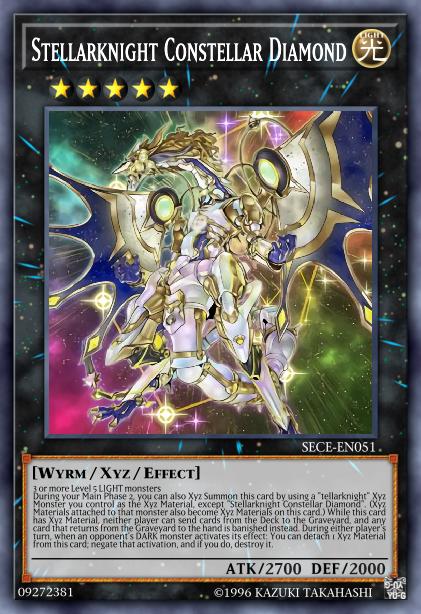 Stellarknight Constellar Diamond
LIGHT
光
SECE-EN051
[Wyrm / Xyz / Effect]
3 or more Level 5 LIGHT monsters
During your Main Phase 2, you can also Xyz Summon this card by using a "tellarknight" Xyz
Monster you control as the Xyz Material, except "Stellarknight Constellar Diamond". (Xyz
Materials attached to that monster also become Xyz Materials on this card.) While this card
has Xyz Material, neither player can send cards from the Deck to the Graveyard, and any
card that returns from the Graveyard to the hand is banished instead. During either player's
turn, when an opponent's DARK monster activates its effect: You can detach 1 Xyz Material
from this card; negate that activation, and if you do, destroy it.
ATK/2700 DEF/2000
09272381
©1996 KAZUKI TAKAHASHI